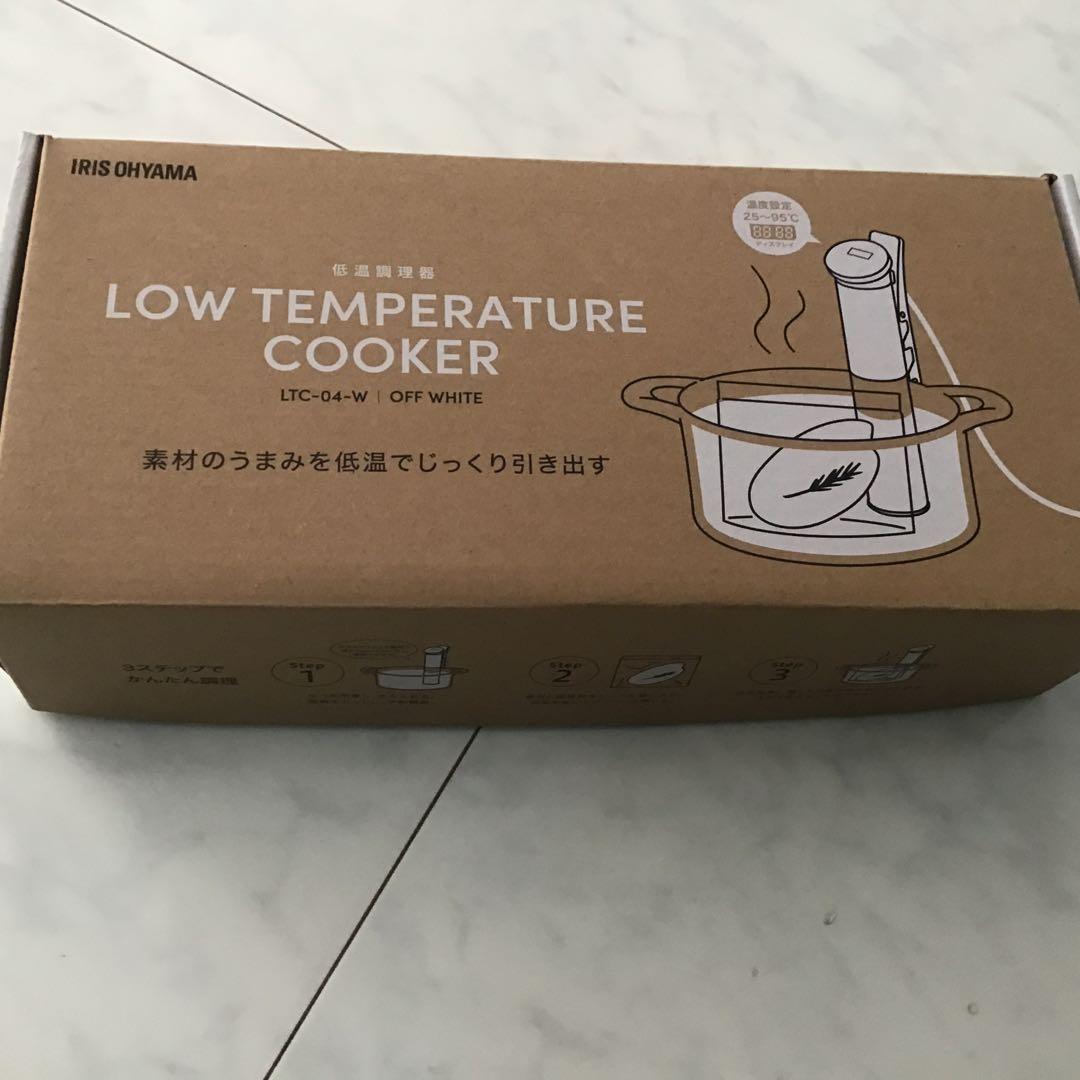 IRIS OHYAMA
温度設定
25～95℃
88 88
ディスプレイ
低温調理器
LOW TEMPERATURE
COOKER
LTC-04-W | OFF WHITE
素材のうまみを低温でじっくり引き出す
3ステップで
かんたん調理
Step
1
Step
2
Step
3